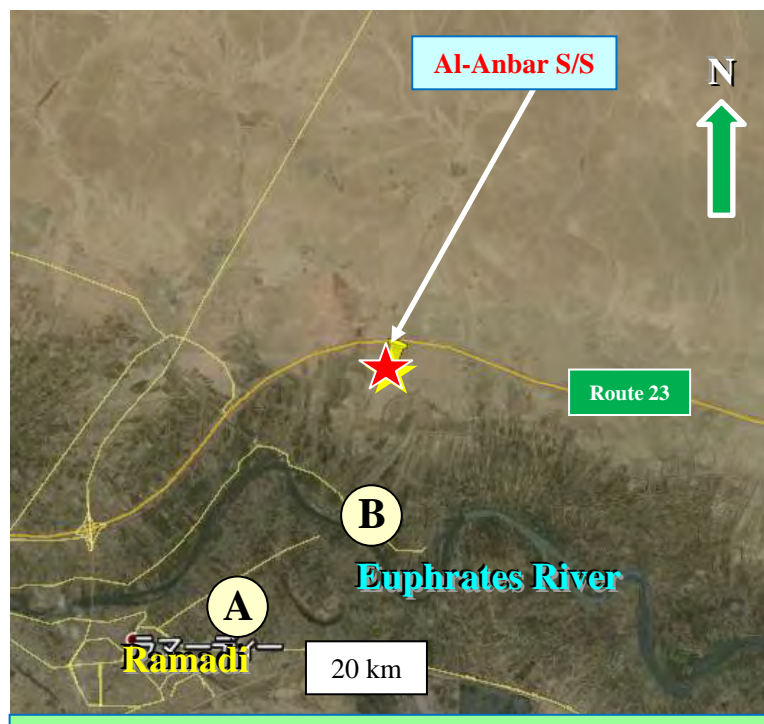 Al-Anbar S/S
N
Route 23
B
Euphrates River
A
ラマーディー
Ramadi
20 km